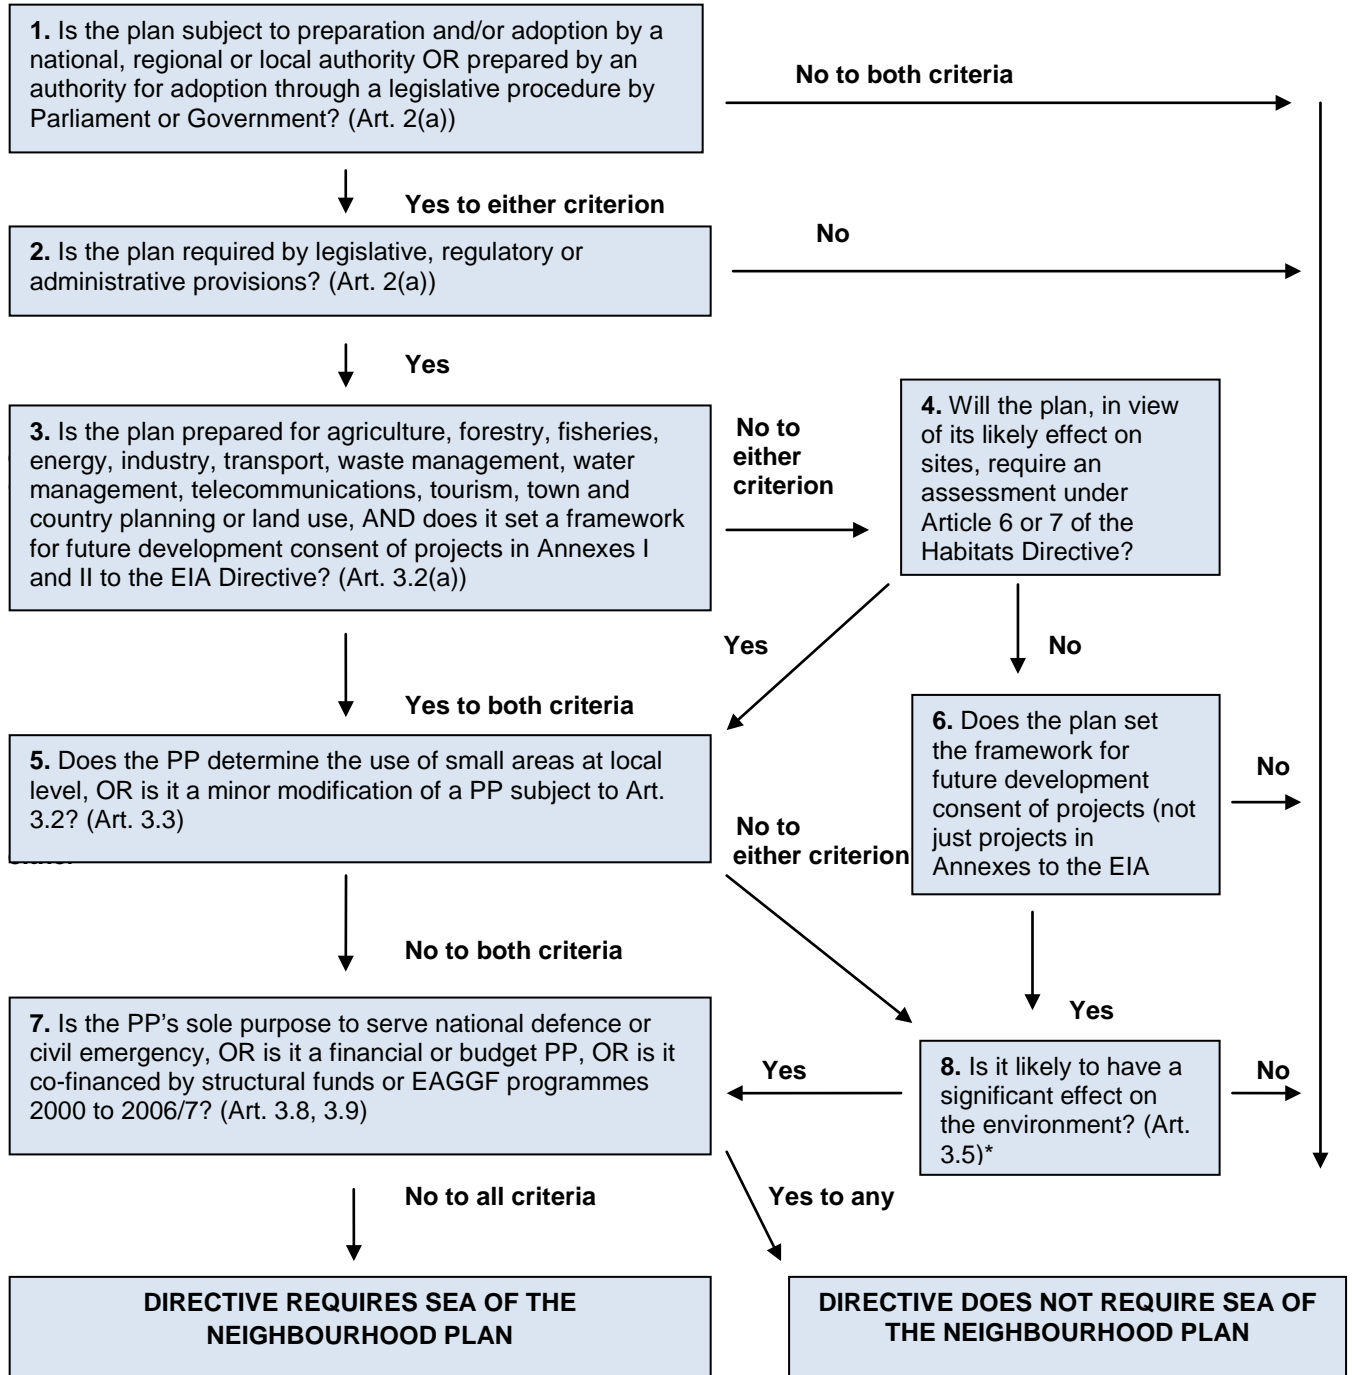 1. Is the plan subject to preparation and/or adoption by a
national, regional or local authority OR prepared by an
authority for adoption through a legislative procedure by
Parliament or Government? (Art. 2(a))
No to both criteria
Yes to either criterion
2. Is the plan required by legislative, regulatory or
administrative provisions? (Art. 2(a))
No
Yes
3. Is the plan prepared for agriculture, forestry, fisheries,
energy, industry, transport, waste management, water
management, telecommunications, tourism, town and
country planning or land use, AND does it set a framework
for future development consent of projects in Annexes I
and II to the EIA Directive? (Art. 3.2(a))
No to
either
criterion
4. Will the plan, in view
of its likely effect on
sites, require an
assessment under
Article 6 or 7 of the
Habitats Directive?
Yes
No
Yes to both criteria
5. Does the PP determine the use of small areas at local
level, OR is it a minor modification of a PP subject to Art.
3.2? (Art. 3.3)
No to
either criterion
6. Does the plan set
the framework for
future development
consent of projects (not
just projects in
Annexes to the EIA
No
No to both criteria
Yes
7. Is the PP's sole purpose to serve national defence or
civil emergency, OR is it a financial or budget PP, OR is it
co-financed by structural funds or EAGGF programmes
2000 to 2006/7? (Art. 3.8, 3.9)
Yes
8. Is it likely to have a
significant effect on
the environment? (Art.
3.5)*
No
No to all criteria
Yes to any
DIRECTIVE REQUIRES SEA OF THE
NEIGHBOURHOOD PLAN
DIRECTIVE DOES NOT REQUIRE SEA OF
THE NEIGHBOURHOOD PLAN